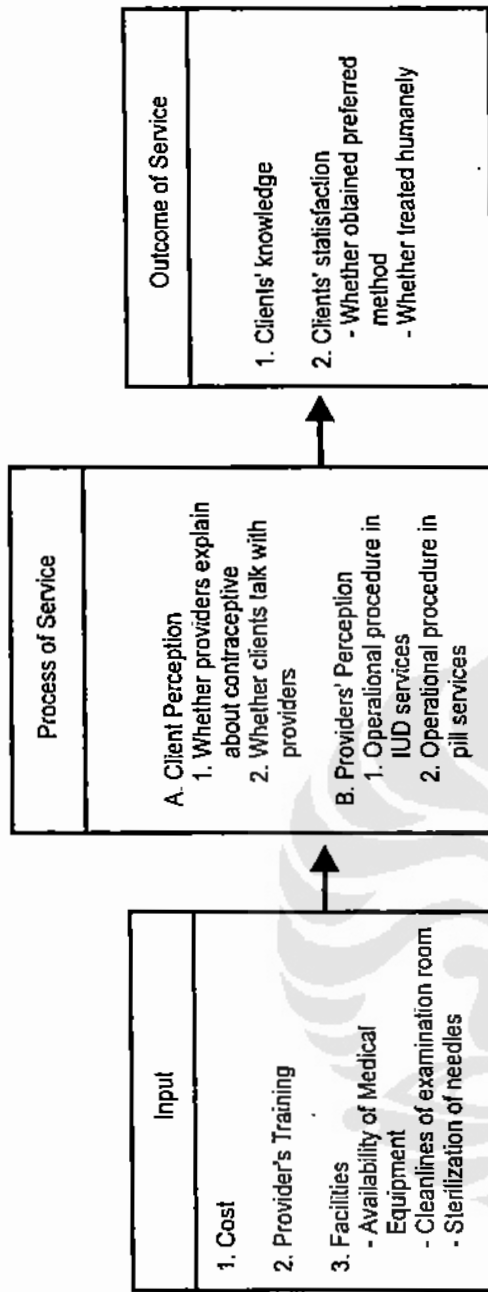 Input
1. Cost
2. Provider's Training
3. Facilities
- Availability of Medical
Equipment
- Cleanlines of examination room
- Sterilization of needles
Process of Service
A. Client Perception
1. Whether providers explain
about contraceptive
2. Whether clients talk with
providers
B. Providers' Perception
1. Operational procedure in
IUD services
2. Operational procedure in
pill services
Outcome of Service
1. Clients' knowledge
2. Clients' statisfaction
- Whether obtained preferred
method
- Whether treated humanely